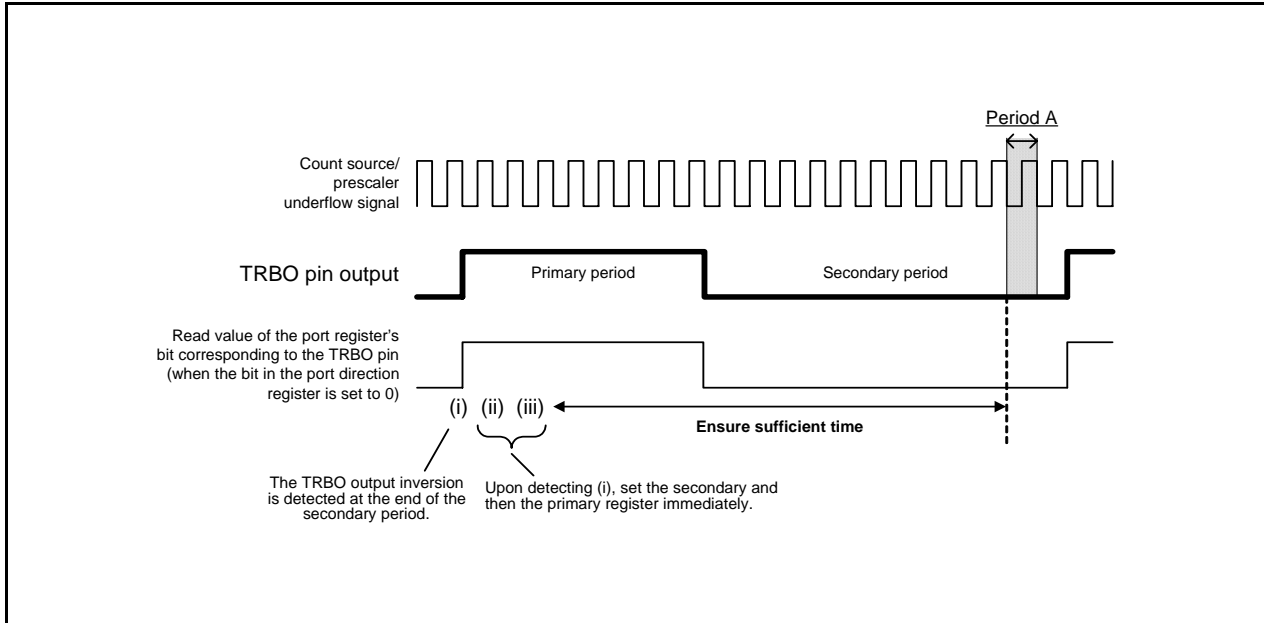 Period A
Count source/
prescaler
underflow signal
TRBO pin output
Primary period
Secondary period
Read value of the port register's
bit corresponding to the TRBO pin
(when the bit in the port direction
register is set to 0)
(i) (ii) (iii)
Ensure sufficient time
The TRBO output inversion
is detected at the end of the
secondary period.
Upon detecting (i), set the secondary and
then the primary register immediately.